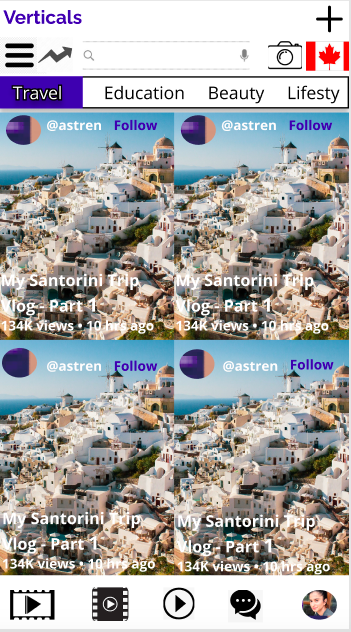 Verticals
Travel Education Beauty Lifesty
@astren Follow @astren Follow
My Santorini Trip My Santorini Trip
Vlog - Part 1 Vlog - Part 1
134K views • 10 hrs ago 134K views • 10 hrs ago
@astren Follow @astren Follow
My Santorini Trip My Santorini Trip
Vlog - Part 1 Vlog - Part 1
134K views • 10 hrs ago 134K views • 10 hrs ago